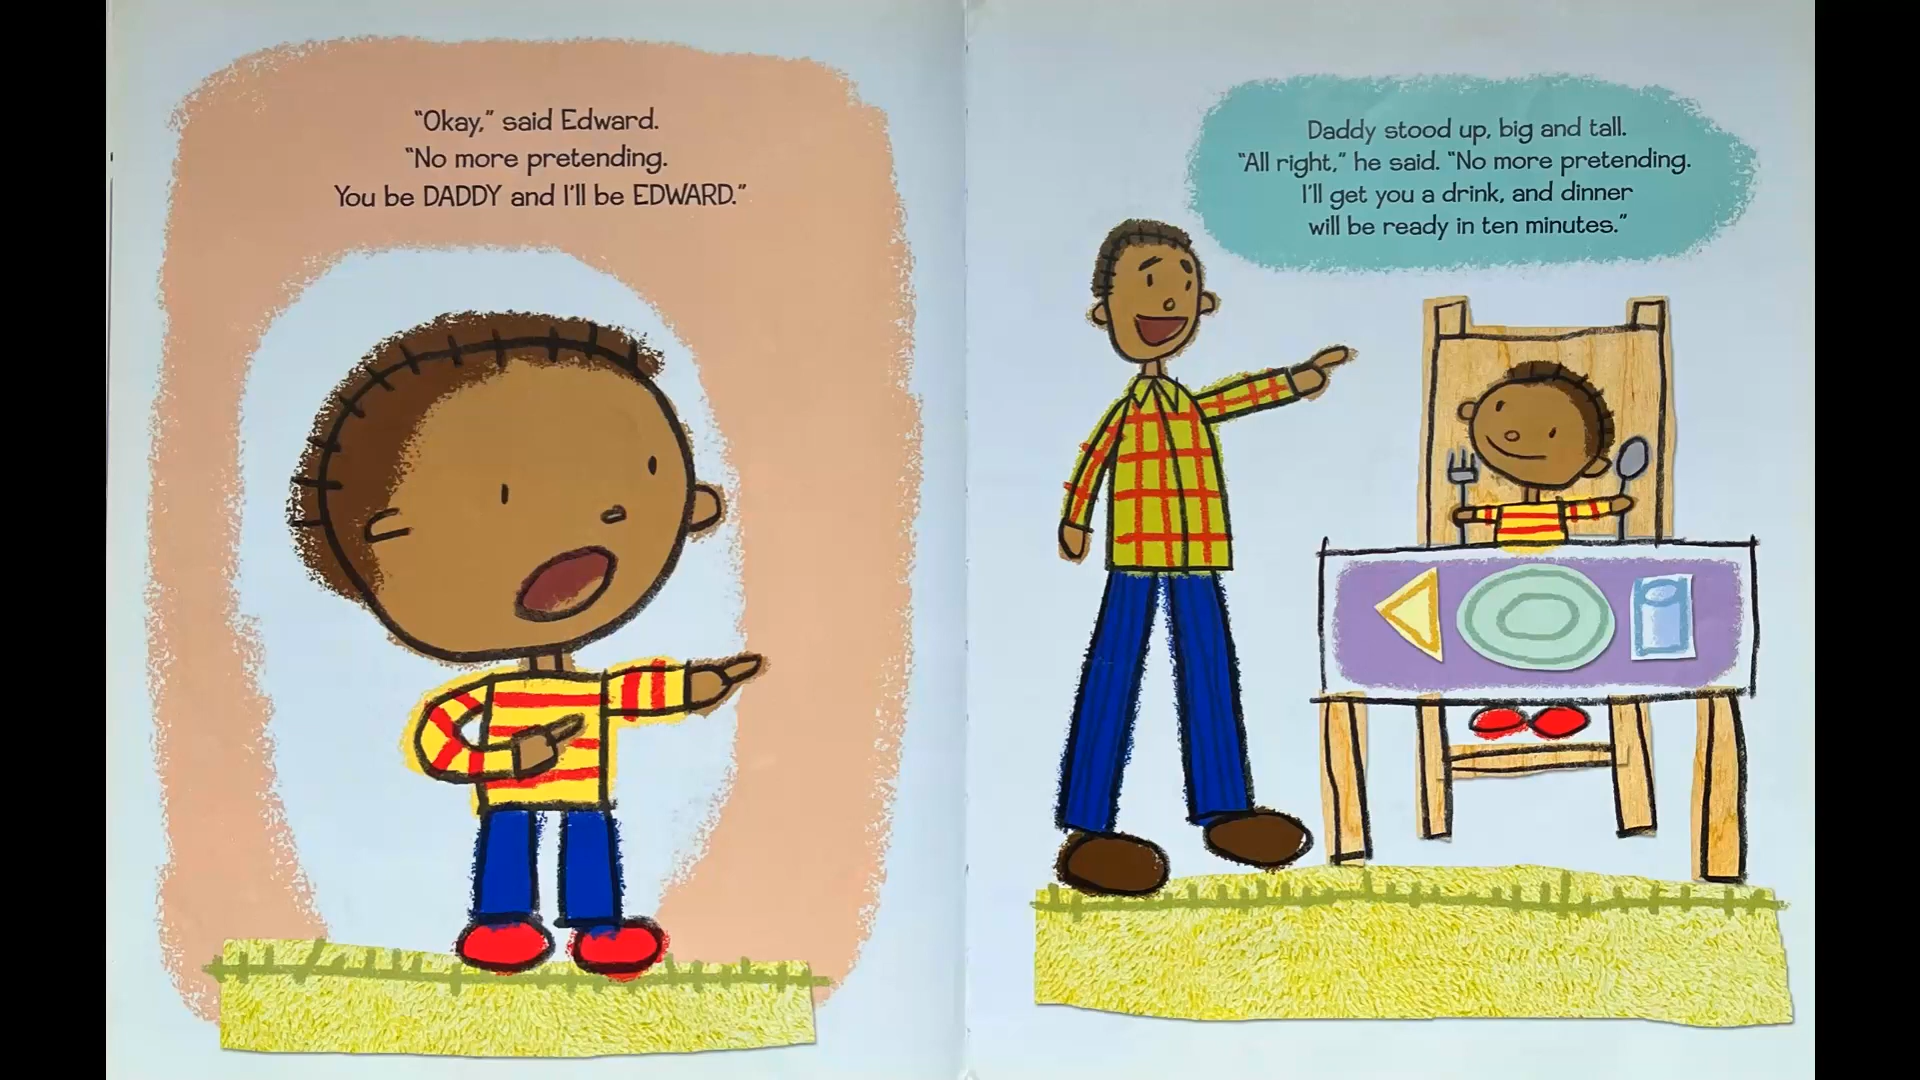 “Okay,” said Edward.
“No more pretending.
You be DADDY and I’ll be EDWARD.”
Daddy stood up, big and tall.
“All right,” he said. “No more pretending.
I’ll get you a drink, and dinner
will be ready in ten minutes.”